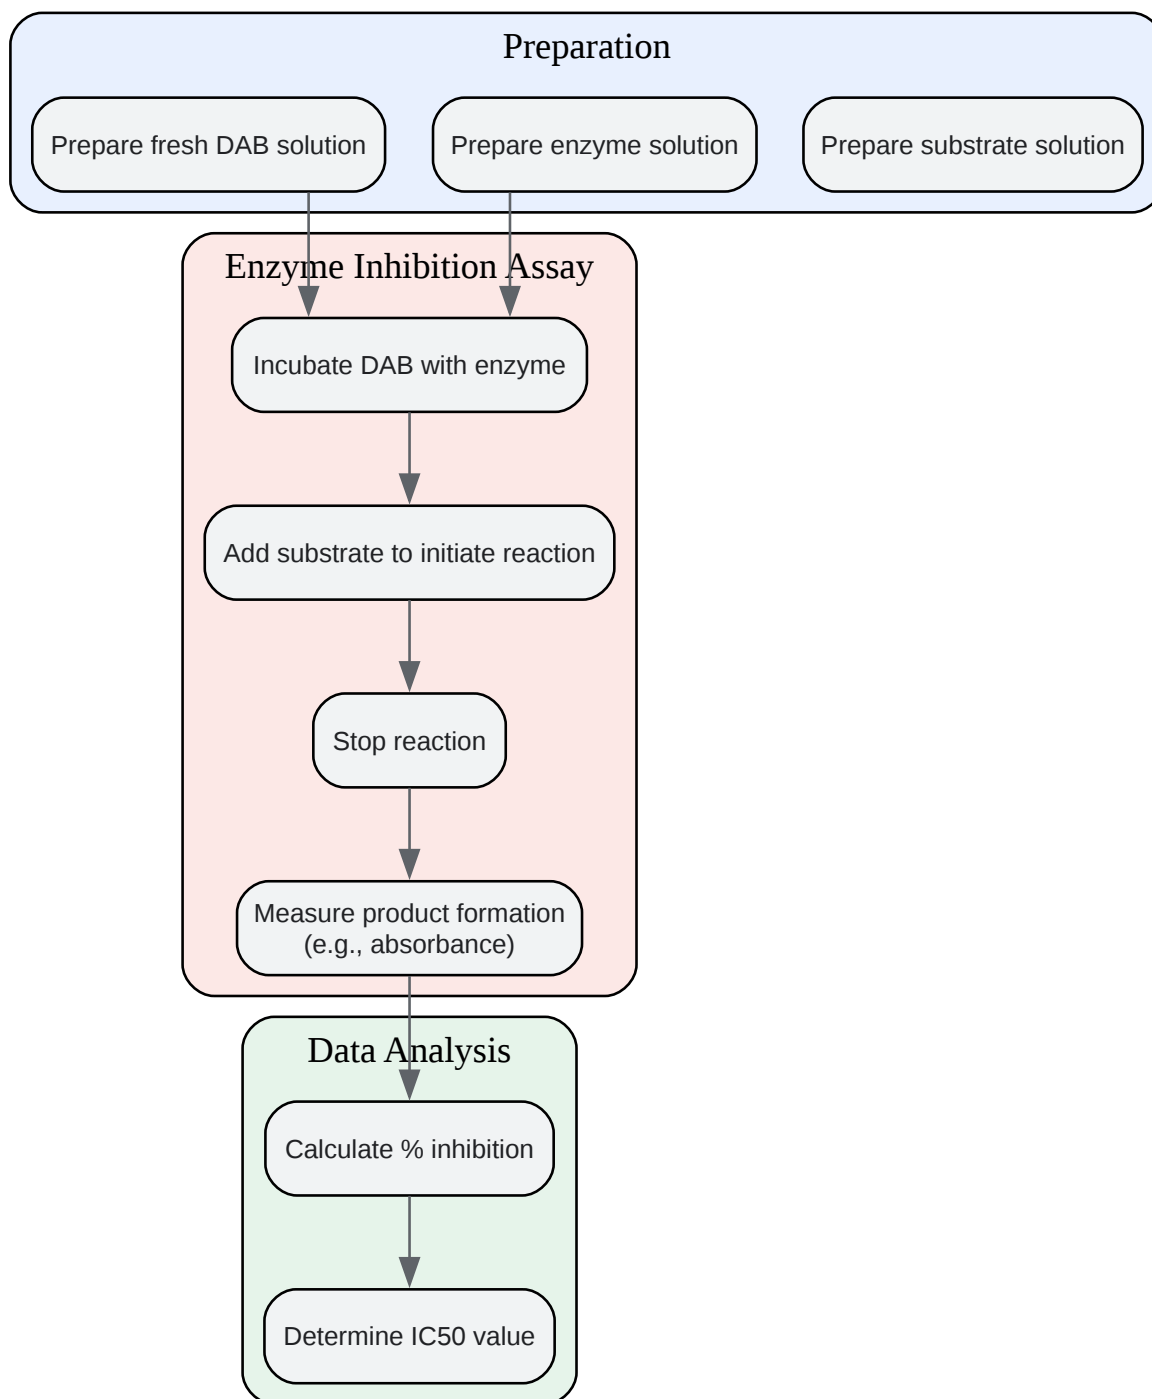 Preparation
Prepare fresh DAB solution
Prepare enzyme solution
Prepare substrate solution
Enzyme Inhibition Assay
Incubate DAB with enzyme
Add substrate to initiate reaction
Stop reaction
Measure product formation
(e.g., absorbance)
Data Analysis
Calculate % inhibition
Determine IC50 value